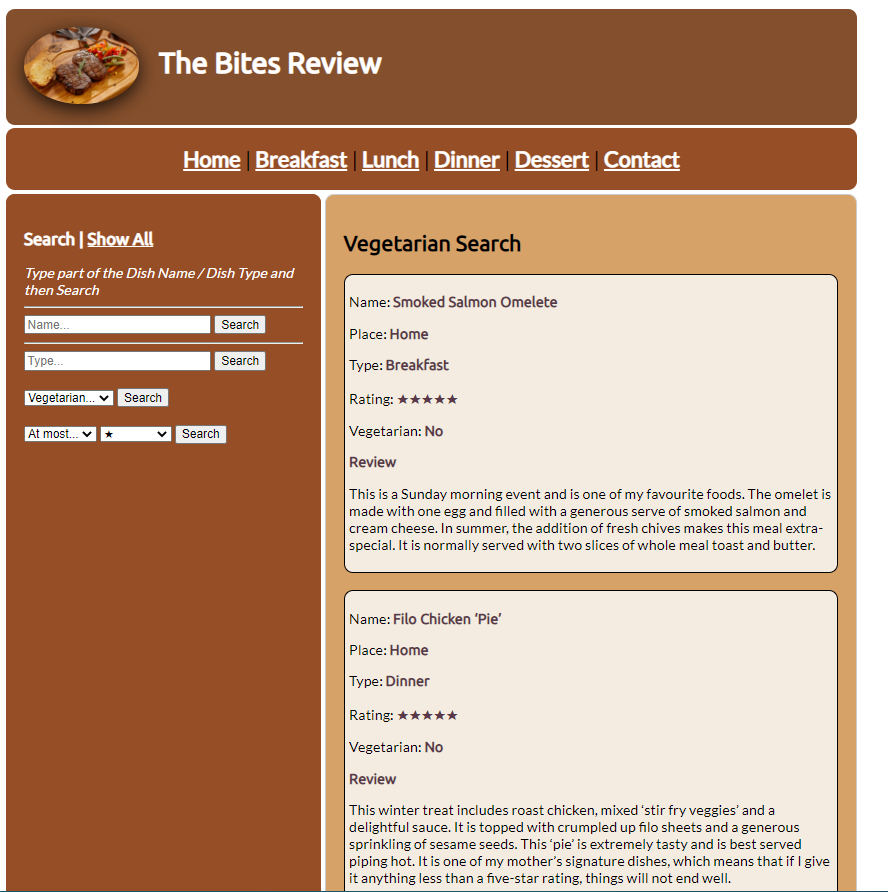 The Bites Review
Home | Breakfast | Lunch | Dinner | Dessert | Contact
Search | Show All
Type part of the Dish Name / Dish Type and
then Search
Name... Search
Type... Search
Vegetarian... Search
At most... ★ Search
Vegetarian Search
Name: Smoked Salmon Omelete
Place: Home
Type: Breakfast
Rating: ★★★★★
Vegetarian: No
Review
This is a Sunday morning event and is one of my favourite foods. The omelet is
made with one egg and filled with a generous serve of smoked salmon and
cream cheese. In summer, the addition of fresh chives makes this meal extra-
special. It is normally served with two slices of whole meal toast and butter.
Name: Filo Chicken ‘Pie’
Place: Home
Type: Dinner
Rating: ★★★★★
Vegetarian: No
Review
This winter treat includes roast chicken, mixed ‘stir fry veggies’ and a
delightful sauce. It is topped with crumpled up filo sheets and a generous
sprinkling of sesame seeds. This ‘pie’ is extremely tasty and is best served
piping hot. It is one of my mother’s signature dishes, which means that if I give
it anything less than a five-star rating, things will not end well.